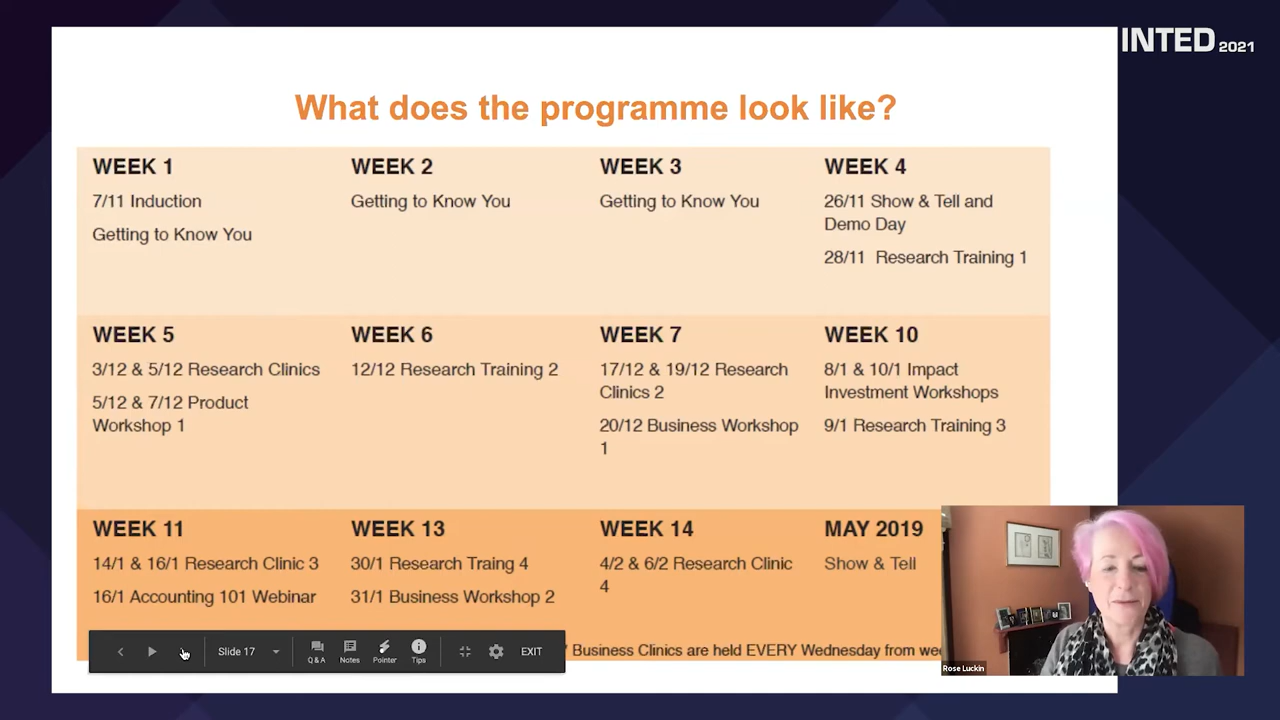 INTED 2021
What does the programme look like?
WEEK 1
7/11 Induction
Getting to Know You
WEEK 2
Getting to Know You
WEEK 3
Getting to Know You
WEEK 4
26/11 Show & Tell and
Demo Day
28/11 Research Training 1
WEEK 5
3/12 & 5/12 Research Clinics
5/12 & 7/12 Product
Workshop 1
WEEK 6
12/12 Research Training 2
WEEK 7
17/12 & 19/12 Research
Clinics 2
20/12 Business Workshop
1
WEEK 10
8/1 & 10/1 Impact
Investment Workshops
9/1 Research Training 3
WEEK 11
14/1 & 16/1 Research Clinic 3
16/1 Accounting 101 Webinar
WEEK 13
30/1 Research Traing 4
31/1 Business Workshop 2
WEEK 14
4/2 & 6/2 Research Clinic
4
MAY 2019
Show & Tell
Business Clinics are held EVERY Wednesday from
Slide 17
Q & A
Notes
Pointer
Tips
EXIT
Rose Luckin